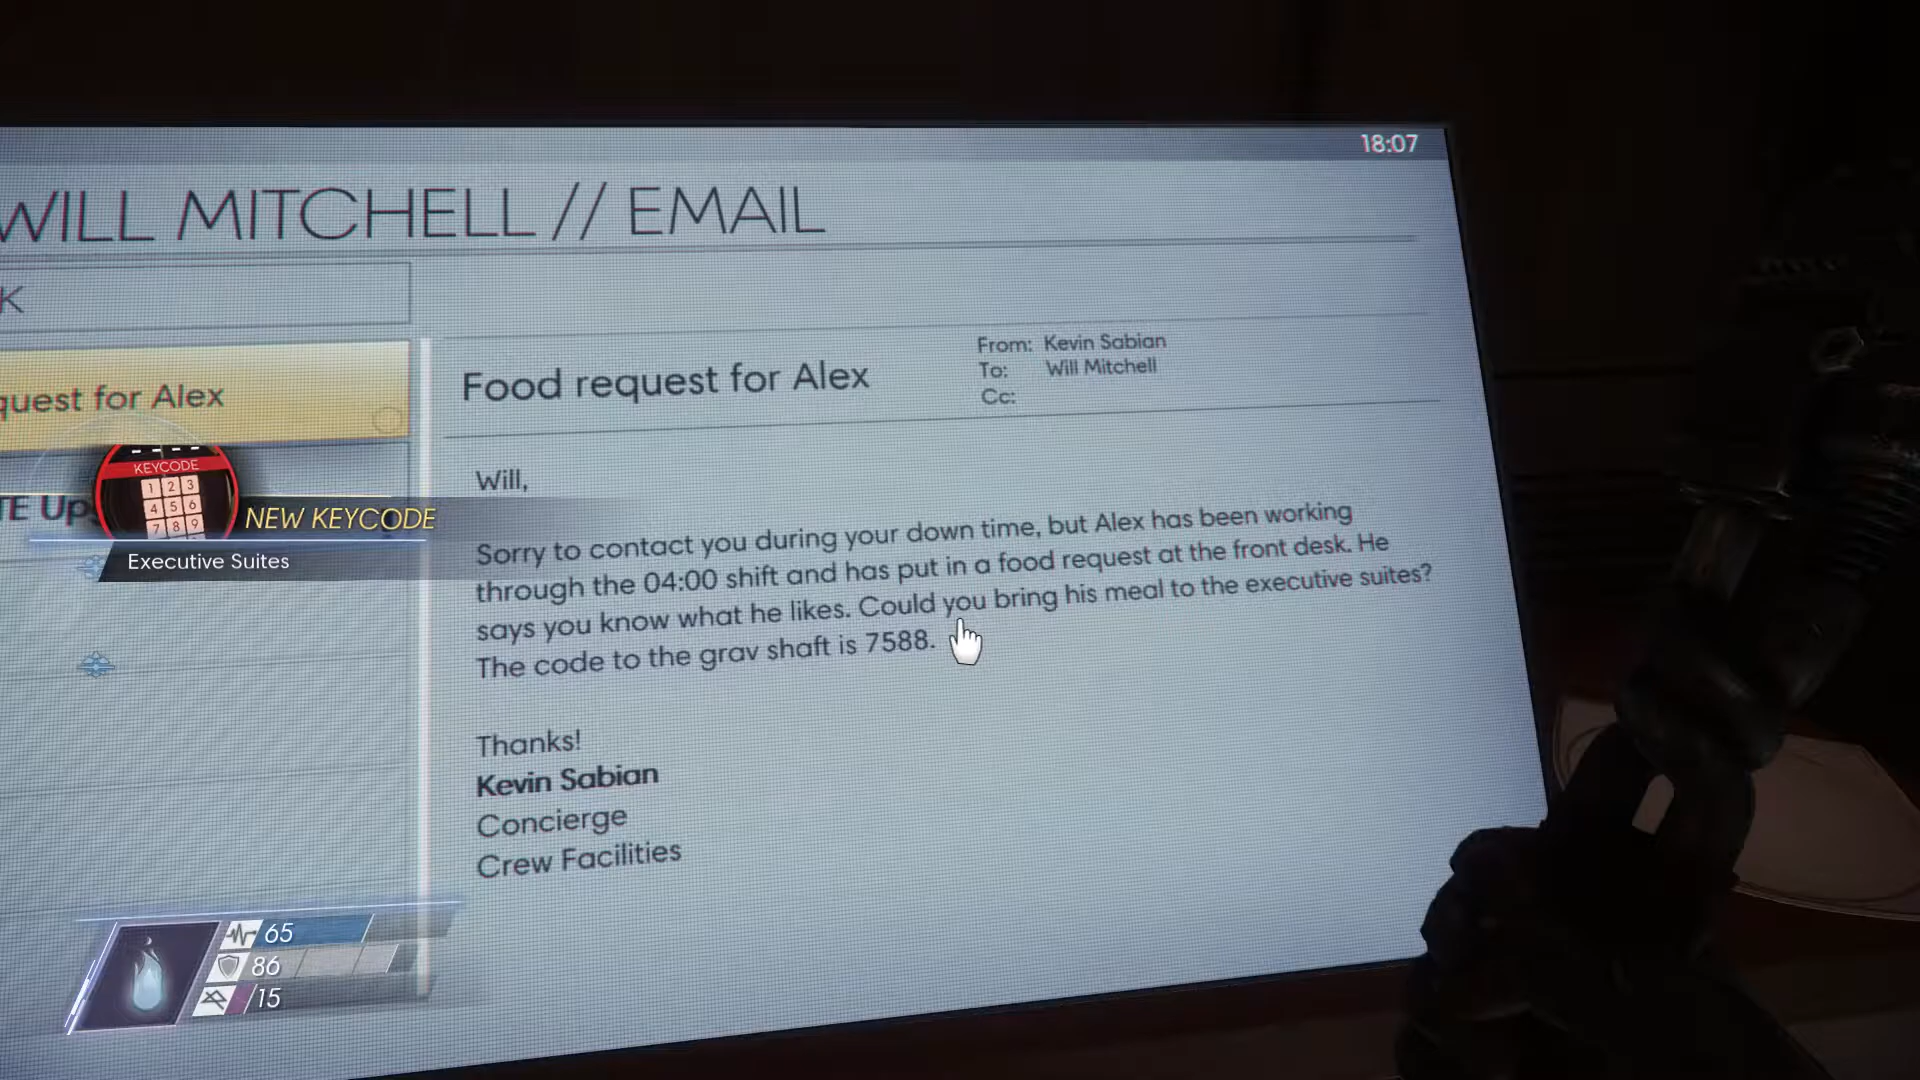 18:07
WILL MITCHELL // EMAIL
K
quest for Alex
Food request for Alex
From: Kevin Sabian
To: Will Mitchell
Cc:
KEYCODE
1 2 3
4 5 6
7 8 9
TE Up
NEW KEYCODE
Executive Suites
Will,
Sorry to contact you during your down time, but Alex has been working
through the 04:00 shift and has put in a food request at the front desk. He
says you know what he likes. Could you bring his meal to the executive suites?
The code to the grav shaft is 7588.
Thanks!
Kevin Sabian
Concierge
Crew Facilities
65
86
/15